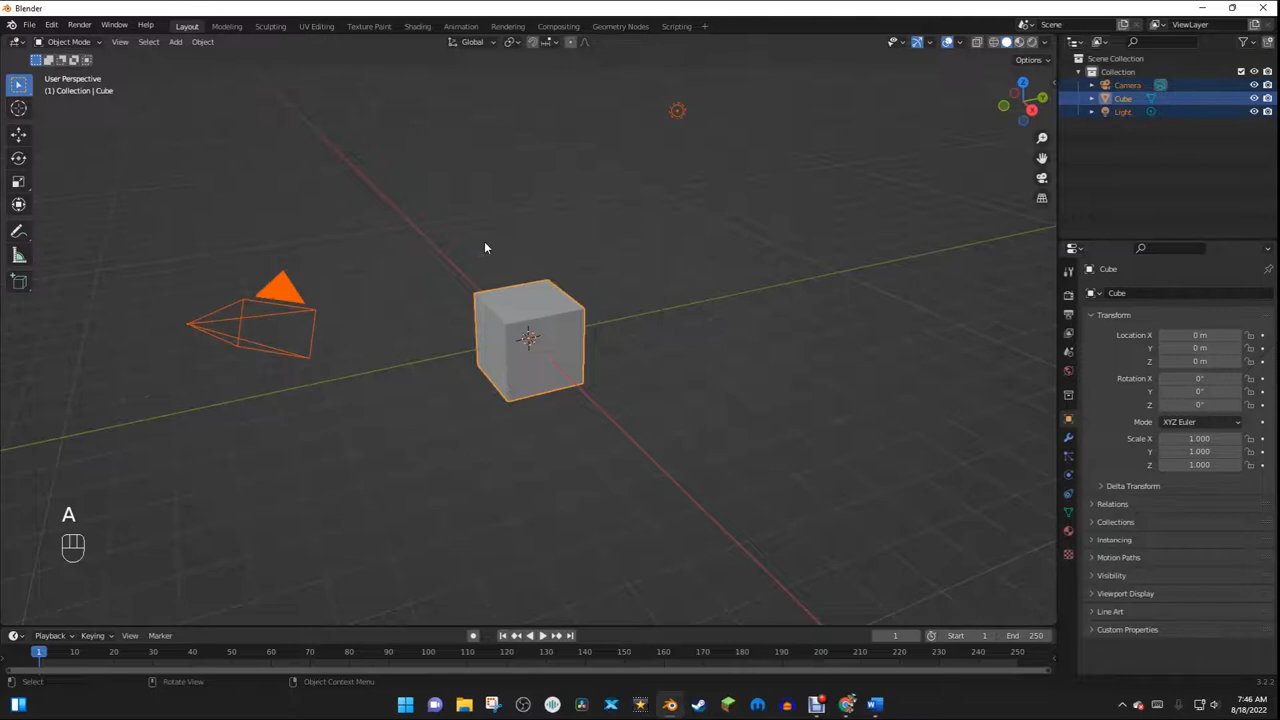 Blender
File Edit Render Window Help Layout Modeling Sculpting UV Editing Texture Paint Shading Animation Rendering Compositing Geometry Nodes Scripting + Scene ViewLayer
Object Mode View Select Add Object Global
Options
User Perspective
(1) Collection | Cube
Scene Collection
Collection
Camera
Cube
Light
Z
Y
X
Cube
Cube
Transform
Location X 0 m
Y 0 m
Z 0 m
Rotation X 0°
Y 0°
Z 0°
Mode XYZ Euler
Scale X 1.000
Y 1.000
Z 1.000
Delta Transform
Relations
Collections
Instancing
Motion Paths
Visibility
Viewport Display
Line Art
Custom Properties
A
Playback Keying View Marker 1 Start 1 End 250
1 10 20 30 40 50 60 70 80 90 100 110 120 130 140 150 160 170 180 190 200 210 220 230 240 250
Select Rotate View Object Context Menu 3.2.2
7:46 AM
8/18/2022